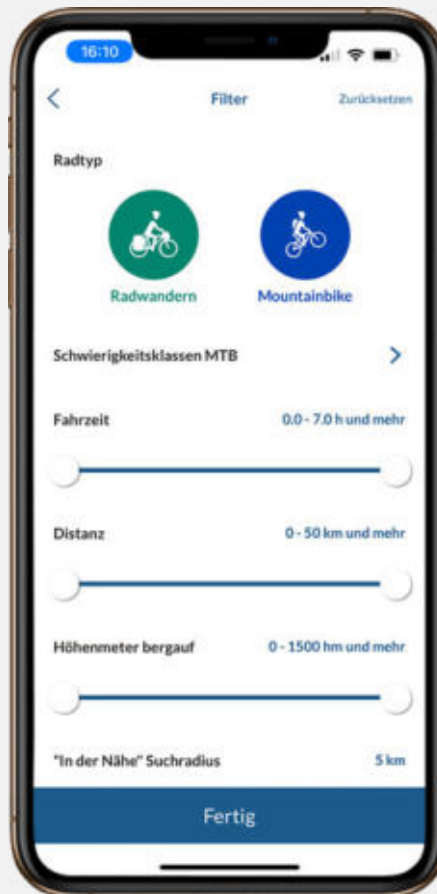 16:10
Filter Zurücksetzen
Radtyp
Radwandern Mountainbike
Schwierigkeitsklassen MTB
Fahrzeit 0.0 - 7.0 h und mehr
Distanz 0 - 50 km und mehr
Höhenmeter bergauf 0 - 1500 hm und mehr
"In der Nähe" Suchradius 5 km
Fertig